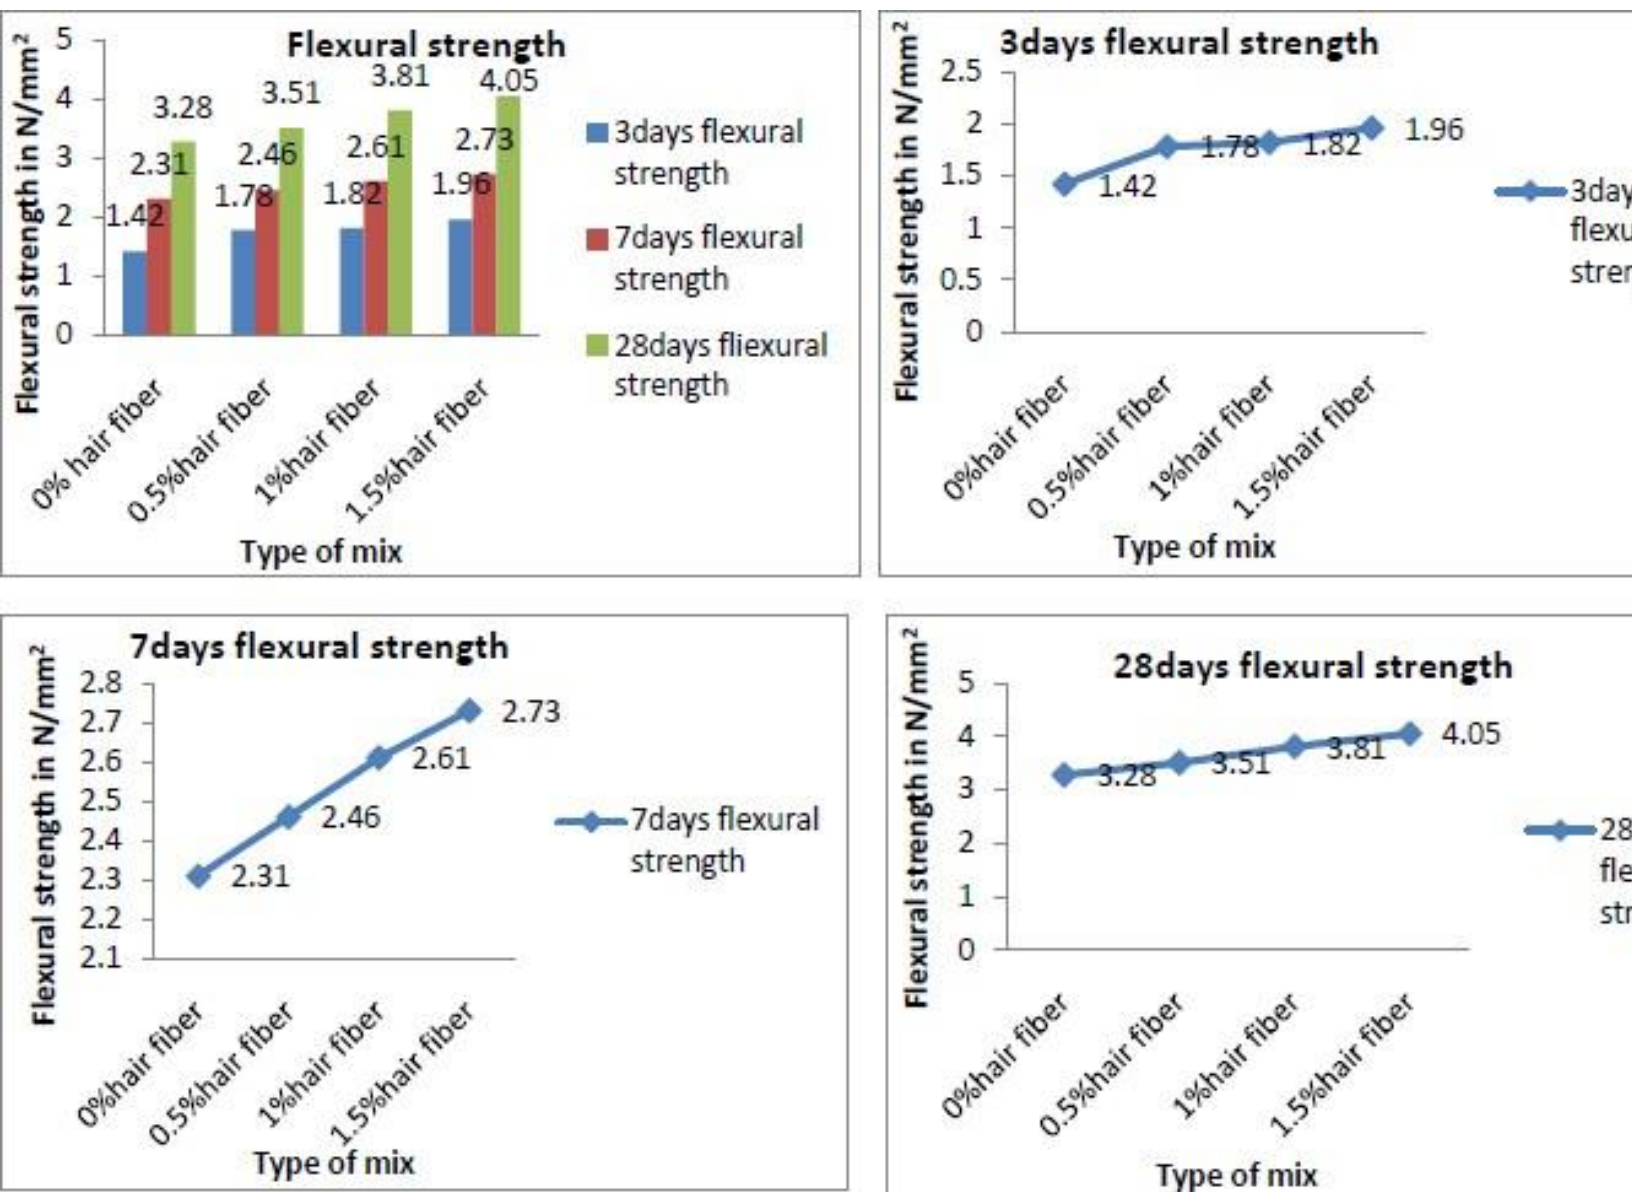 Flexural strength
Flexural strength in N/mm²
5
4
3
2
1
0
3.28
3.51
3.81
4.05
2.31
2.46
2.61
2.73
1.42
1.78
1.82
1.96
3days flexural
strength
7days flexural
strength
28days fliexural
strength
0% hair fiber
0.5%hair fiber
1%hair fiber
1.5%hair fiber
Type of mix
3days flexural strength
Flexural strength in N/mm²
2.5
2
1.5
1
0.5
0
1.42
1.78
1.82
1.96
3day
flexu
stren
0%hair fiber
0.5%hair fiber
1%hair fiber
1.5%hair fiber
Type of mix
7days flexural strength
Flexural strength in N/mm²
2.8
2.7
2.6
2.5
2.4
2.3
2.2
2.1
2.31
2.46
2.61
2.73
7days flexural
strength
0%hair fiber
0.5%hair fiber
1%hair fiber
1.5%hair fiber
Type of mix
28days flexural strength
Flexural strength in N/mm²
5
4
3
2
1
0
3.28
3.51
3.81
4.05
28
fle
str
0%hair fiber
0.5%hair fiber
1%hair fiber
1.5%hair fiber
Type of mix